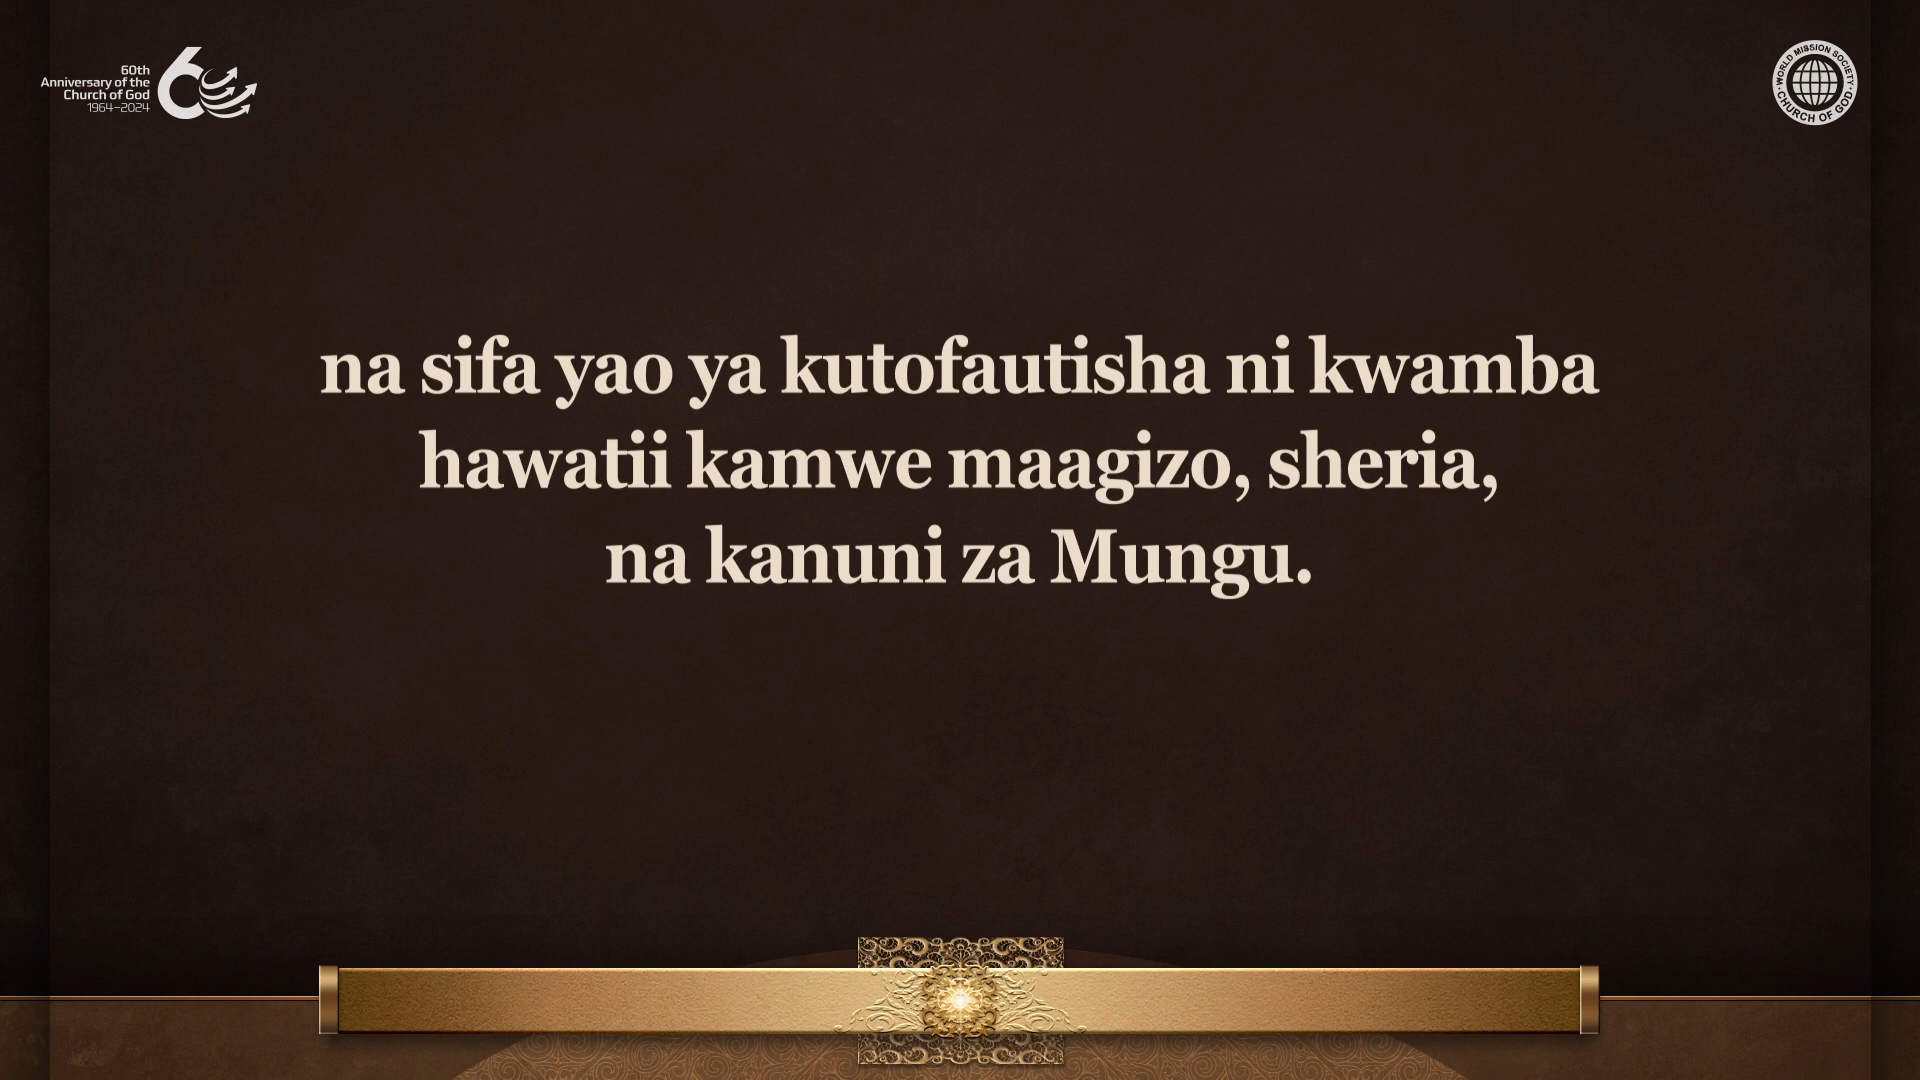 60th
Anniversary of the
Church of God
1964–2024
WORLD MISSION SOCIETY
CHURCH OF GOD
na sifa yao ya kutofautisha ni kwamba
hawatii kamwe maagizo, sheria,
na kanuni za Mungu.